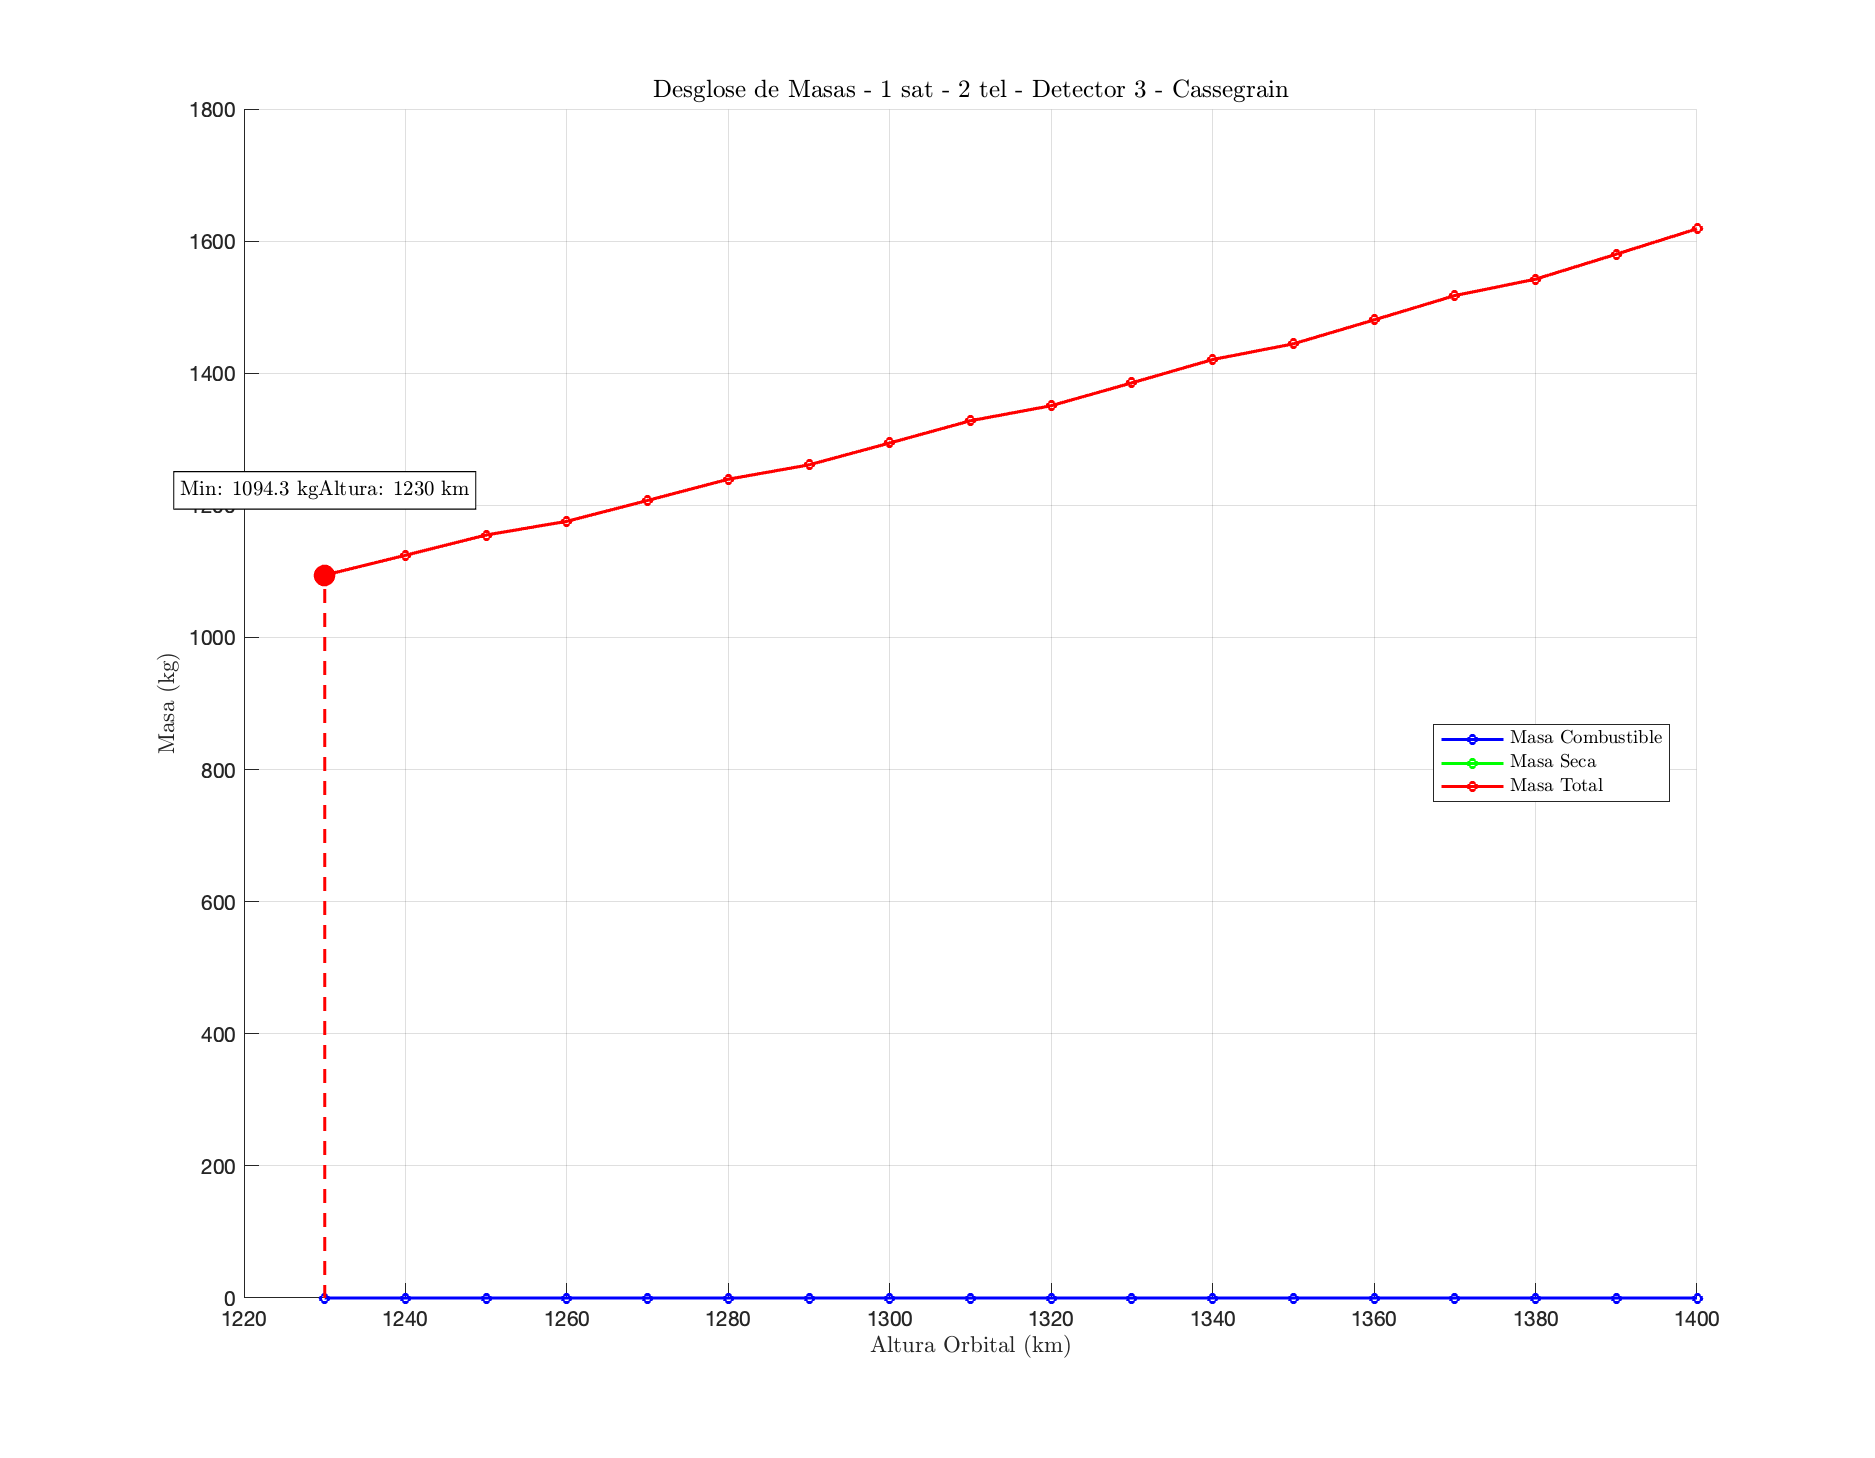 Desglose de Masas - 1 sat - 2 tel - Detector 3 - Cassegrain
1800
1600
1400
Min: 1094.3 kgAltura: 1230 km
1200
1000
800
600
400
200
0
Masa (kg)
Masa Combustible
Masa Seca
Masa Total
1220 1240 1260 1280 1300 1320 1340 1360 1380 1400
Altura Orbital (km)